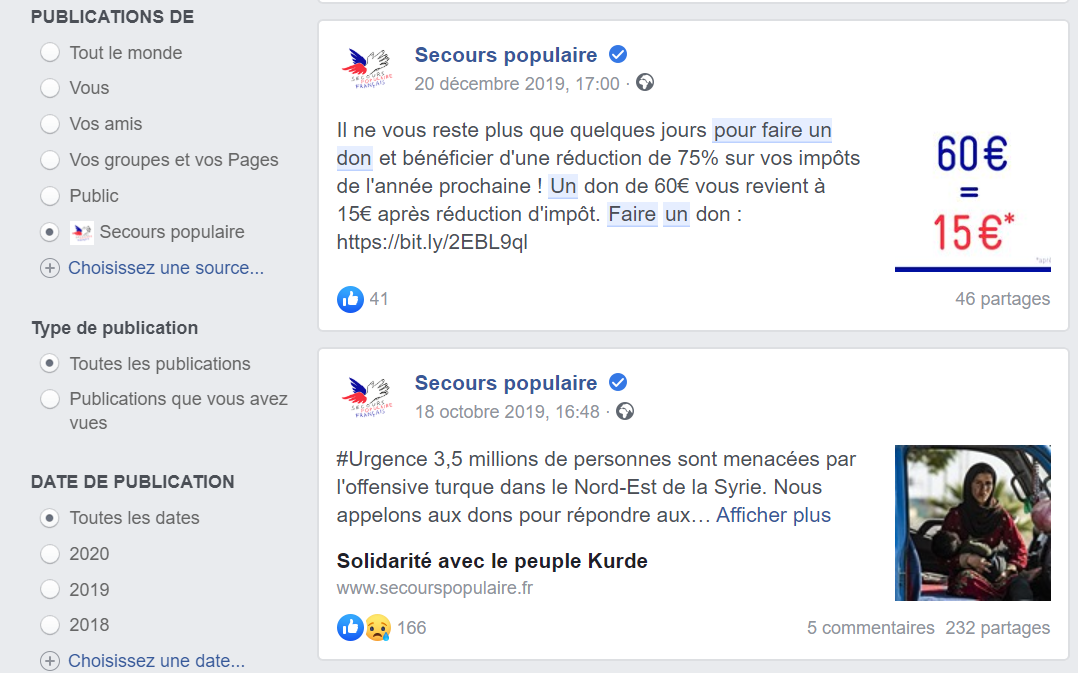 PUBLICATIONS DE
Tout le monde
Vous
Vos amis
Vos groupes et vos Pages
Public
Secours populaire
Choisissez une source...
Type de publication
Toutes les publications
Publications que vous avez
vues
DATE DE PUBLICATION
Toutes les dates
2020
2019
2018
Choisissez une date...
SECOURS
POPULAIRE
FRANÇAIS
Secours populaire
20 décembre 2019, 17:00 ·
Il ne vous reste plus que quelques jours pour faire un
don et bénéficier d'une réduction de 75% sur vos impôts
de l'année prochaine ! Un don de 60€ vous revient à
15€ après réduction d'impôt. Faire un don :
https://bit.ly/2EBL9ql
60€
=
15€*
41
46 partages
SECOURS
POPULAIRE
FRANÇAIS
Secours populaire
18 octobre 2019, 16:48 ·
#Urgence 3,5 millions de personnes sont menacées par
l'offensive turque dans le Nord-Est de la Syrie. Nous
appelons aux dons pour répondre aux… Afficher plus
Solidarité avec le peuple Kurde
www.secourspopulaire.fr
166
5 commentaires 232 partages